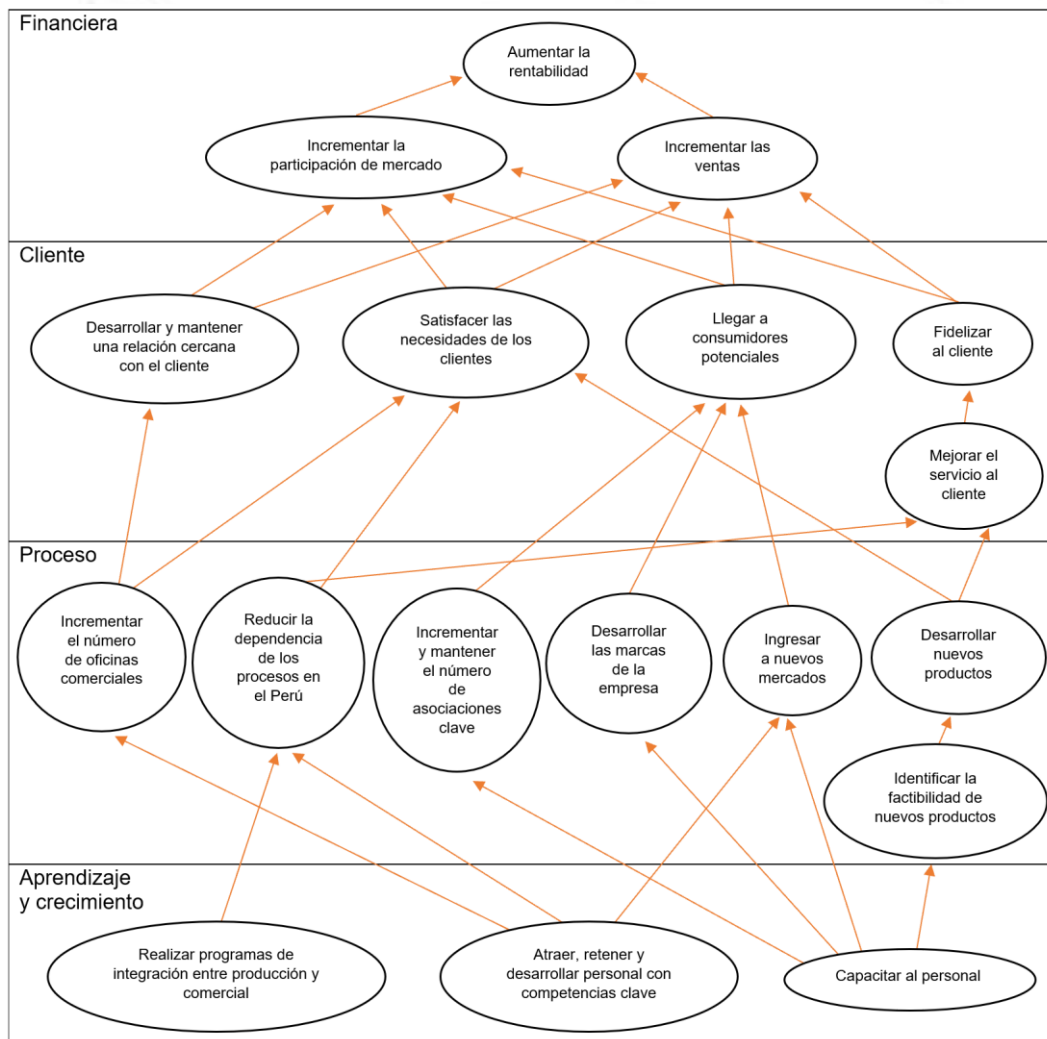 Financiera
Aumentar la
rentabilidad
Incrementar la
participación de mercado
Incrementar las
ventas
Cliente
Desarrollar y mantener
una relación cercana
con el cliente
Satisfacer las
necesidades de los
clientes
Llegar a
consumidores
potenciales
Fidelizar
al cliente
Mejorar el
servicio al
cliente
Proceso
Incrementar
el número
de oficinas
comerciales
Reducir la
dependencia
de los
procesos en
el Perú
Incrementar
y mantener
el número
de
asociaciones
clave
Desarrollar
las marcas
de la
empresa
Ingresar
a nuevos
mercados
Desarrollar
nuevos
productos
Identificar la
factibilidad de
nuevos productos
Aprendizaje
y crecimiento
Realizar programas de
integración entre producción y
comercial
Atraer, retener y
desarrollar personal con
competencias clave
Capacitar al personal